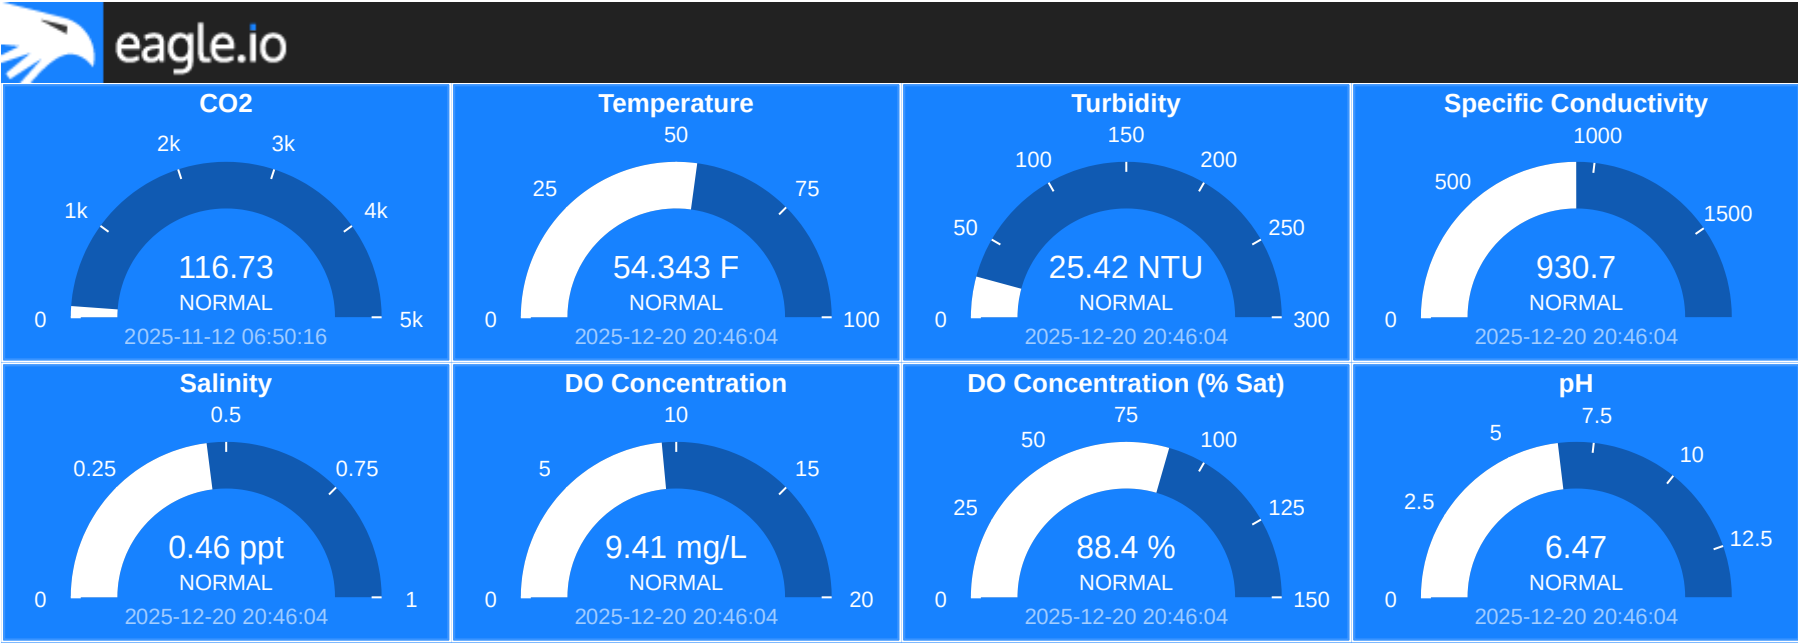 eagle.io
CO2
0
1k
2k
3k
4k
5k
116.73
NORMAL
2025-11-12 06:50:16
Temperature
0
25
50
75
100
54.343 F
NORMAL
2025-12-20 20:46:04
Turbidity
0
50
100
150
200
250
300
25.42 NTU
NORMAL
2025-12-20 20:46:04
Specific Conductivity
0
500
1000
1500
930.7
NORMAL
2025-12-20 20:46:04
Salinity
0
0.25
0.5
0.75
1
0.46 ppt
NORMAL
2025-12-20 20:46:04
DO Concentration
0
5
10
15
20
9.41 mg/L
NORMAL
2025-12-20 20:46:04
DO Concentration (% Sat)
0
25
50
75
100
125
150
88.4 %
NORMAL
2025-12-20 20:46:04
pH
0
2.5
5
7.5
10
12.5
6.47
NORMAL
2025-12-20 20:46:04